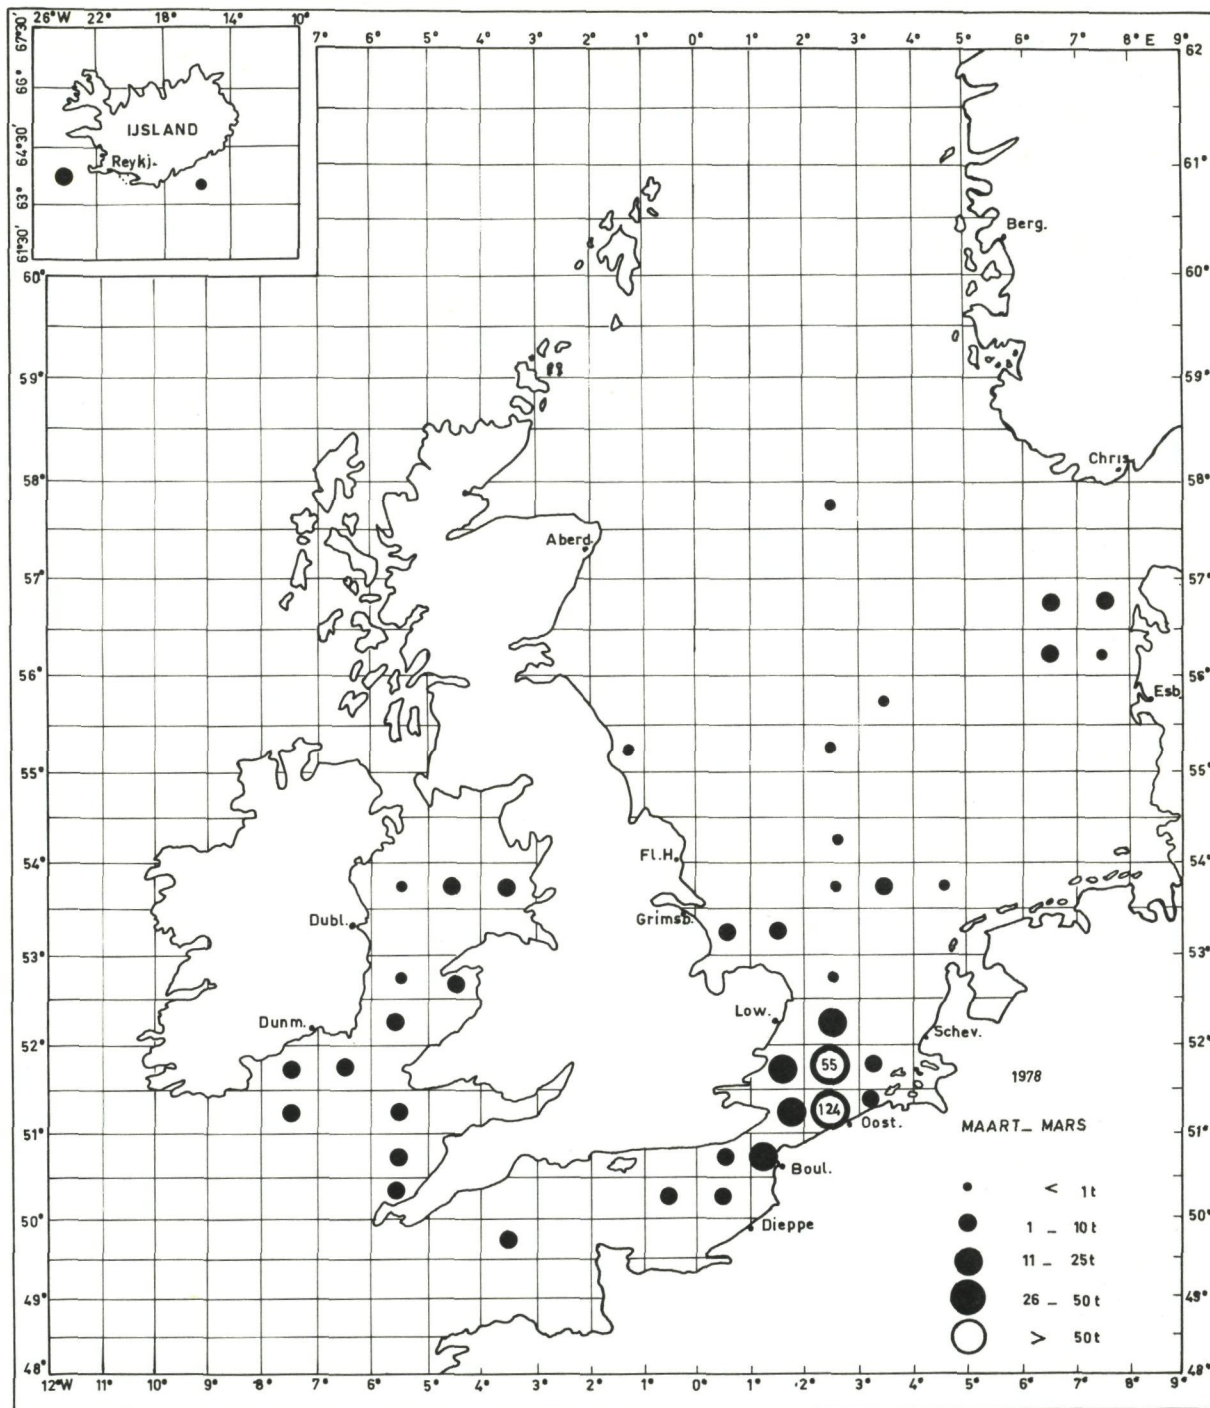 26°W 22° 18° 14° 10°
67°30'
66°
64°30'
63°
61°30'
IJSLAND
Reykj.
7° 6° 5° 4° 3° 2° 1° 0° 1° 2° 3° 4° 5° 6° 7° 8° E 9°
62
61°
Berg.
60° 60°
59° 59°
Chris
58° 58°
Aberd.
57° 57°
56° 56°
Esb.
55° 55°
Fl.H.
54° 54°
Dubl.
Grimsb.
53° 53°
Dunm.
Low.
Schev.
52° 52°
55
1978
124
Oost.
51° 51°
MAART_ MARS
Boul.
< 1t
50° 50°
Dieppe
1 _ 10t
11 _ 25t
49° 49°
26 _ 50t
> 50t
48° 48°
12°W 11° 10° 9° 8° 7° 6° 5° 4° 3° 2° 1° 0° 1° 2° 3° 4° 5° 6° 7° 8° 9°E